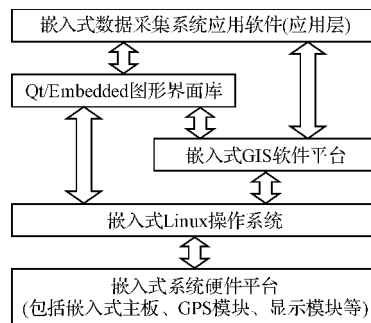 嵌入式数据采集系统应用软件(应用层)
Qt/Embedded图形界面库
嵌入式GIS软件平台
嵌入式Linux操作系统
嵌入式系统硬件平台
(包括嵌入式主板、GPS模块、显示模块等)